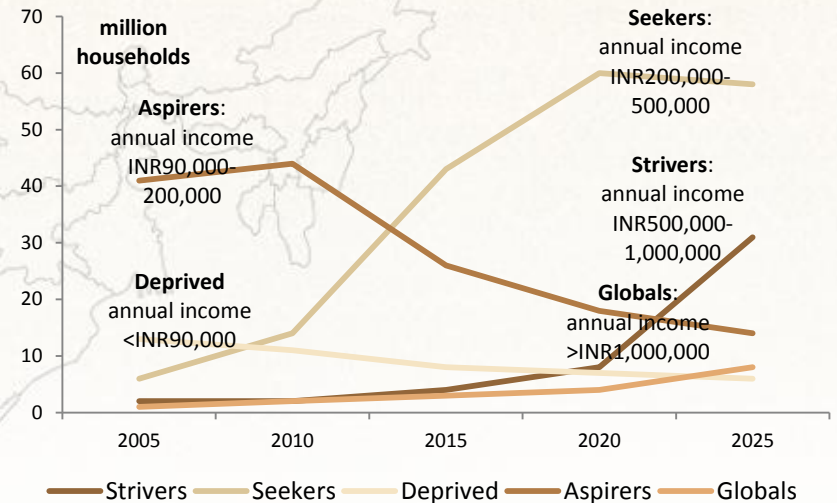 70
60
50
40
30
20
10
0
million
households
Aspirers:
annual income
INR90,000-
200,000
Deprived
annual income
<INR90,000
Seekers:
annual income
INR200,000-
500,000
Strivers:
annual income
INR500,000-
1,000,000
Globals:
annual income
>INR1,000,000
2005 2010 2015 2020 2025
Strivers Seekers Deprived Aspirers Globals